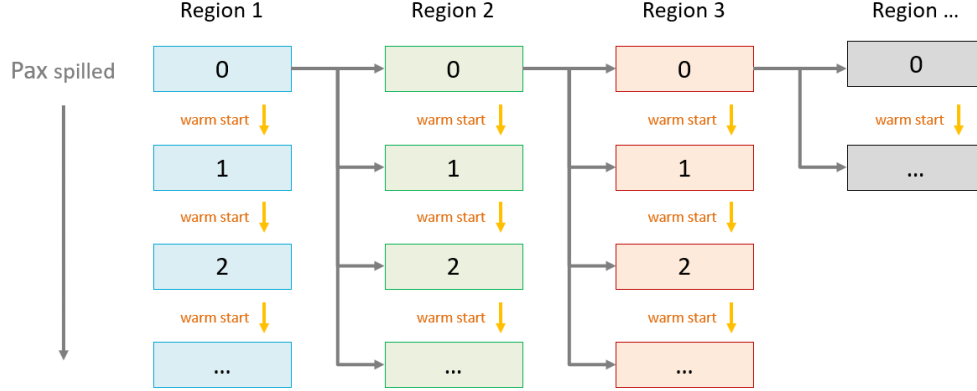 Region 1 Region 2 Region 3 Region ...
Pax spilled
0 0 0 0
warm start warm start warm start warm start
1 1 1 ...
warm start warm start warm start
2 2 2
warm start warm start warm start
... ... ...